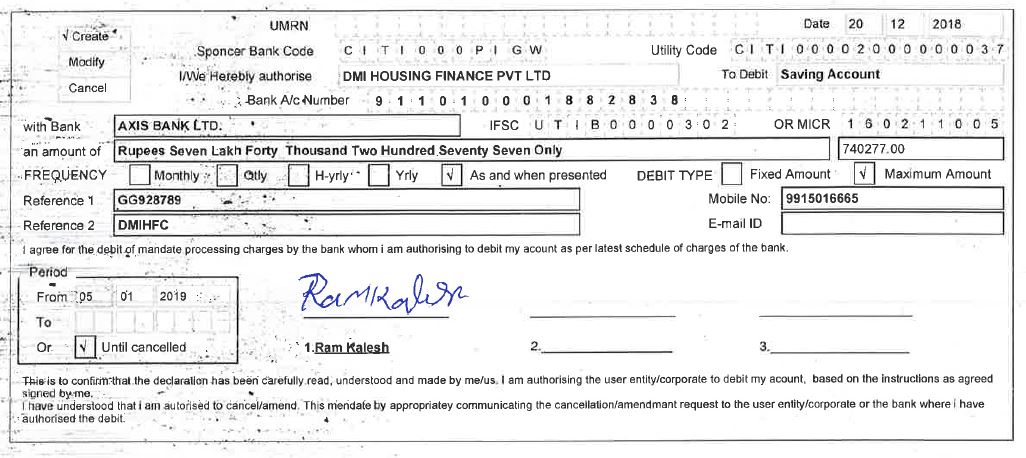 UMRN Date 20 12 2018
√ Create
Modify
Cancel
Sponcer Bank Code C I T I 0 0 0 P I G W Utility Code C I T I 0 0 0 0 2 0 0 0 0 0 0 0 0 3 7
I/We Hereby authorise DMI HOUSING FINANCE PVT LTD To Debit Saving Account
Bank A/c Number 9 1 1 0 1 0 0 0 1 8 8 2 8 3 8
with Bank AXIS BANK LTD. IFSC U T I B 0 0 0 0 3 0 2 OR MICR 1 6 0 2 1 1 0 0 5
an amount of Rupees Seven Lakh Forty Thousand Two Hundred Seventy Seven Only 740277.00
FREQUENCY Monthly Qtly H-yrly Yrly √ As and when presented DEBIT TYPE Fixed Amount √ Maximum Amount
Reference 1 GG928789 Mobile No: 9915016665
Reference 2 DMIHFC E-mail ID
I agree for the debit of mandate processing charges by the bank whom i am authorising to debit my acount as per latest schedule of charges of the bank.
Period
From 05 01 2019
To
Or √ Until cancelled
RamKalesh
1.Ram Kalesh 2. 3.
This is to confirm that the declaration has been carefully read, understood and made by me/us. I am authorising the user entity/corporate to debit my acount, based on the instructions as agreed
signed by me.
I have understood that i am autorised to cancel/amend. This mendate by appropriatey communicating the cancellation/amendmant request to the user entity/corporate or the bank where i have
authorised the debit.